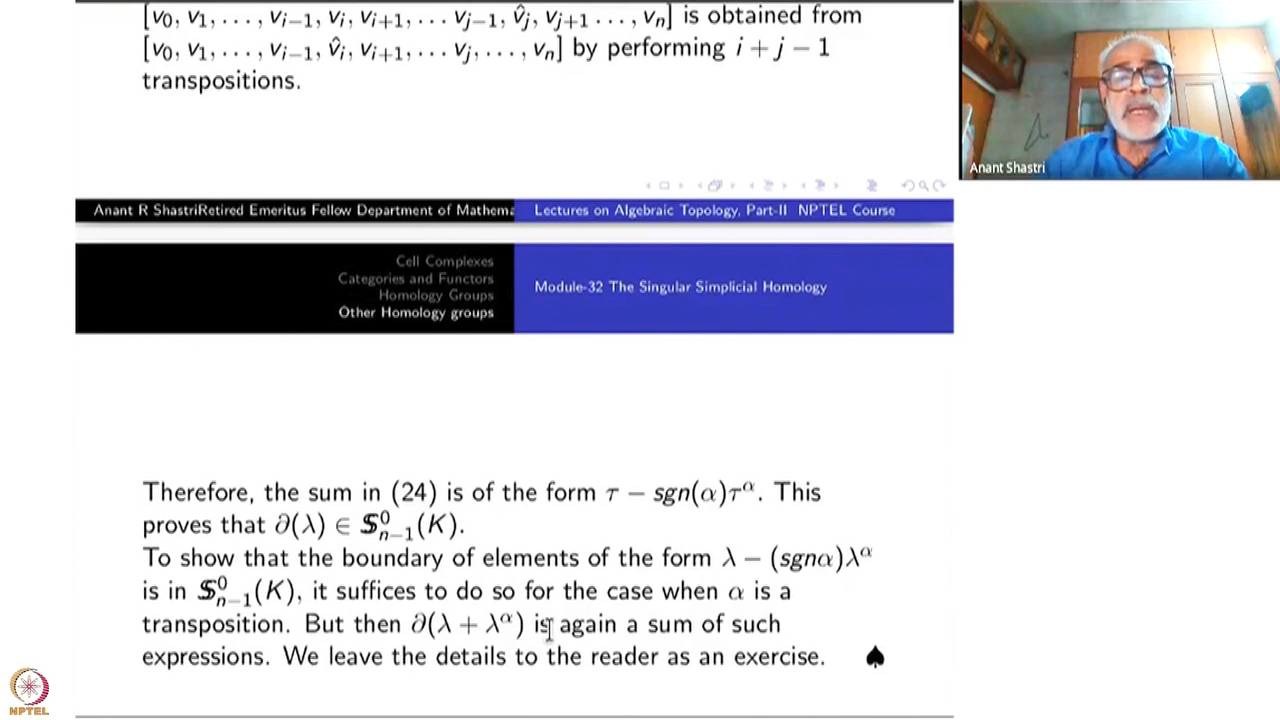 [v₀, v₁, . . . , vᵢ₋₁, vᵢ, vᵢ₊₁, . . . vⱼ₋₁, v̂ⱼ, vⱼ₊₁ . . . , vₙ] is obtained from
[v₀, v₁, . . . , vᵢ₋₁, v̂ᵢ, vᵢ₊₁, . . . vⱼ, . . . , vₙ] by performing i + j − 1
transpositions.
Anant Shastri
Anant R ShastriRetired Emeritus Fellow Department of Mathema
Lectures on Algebraic Topology, Part-II NPTEL Course
Cell Complexes
Categories and Functors
Homology Groups
Other Homology groups
Module-32 The Singular Simplicial Homology
Therefore, the sum in (24) is of the form τ − sgn(α)τ^α. This
proves that ∂(λ) ∈ 𝕊⁰ₙ₋₁(K).
To show that the boundary of elements of the form λ − (sgnα)λ^α
is in 𝕊⁰ₙ₋₁(K), it suffices to do so for the case when α is a
transposition. But then ∂(λ + λ^α) is again a sum of such
expressions. We leave the details to the reader as an exercise. ♠
NPTEL